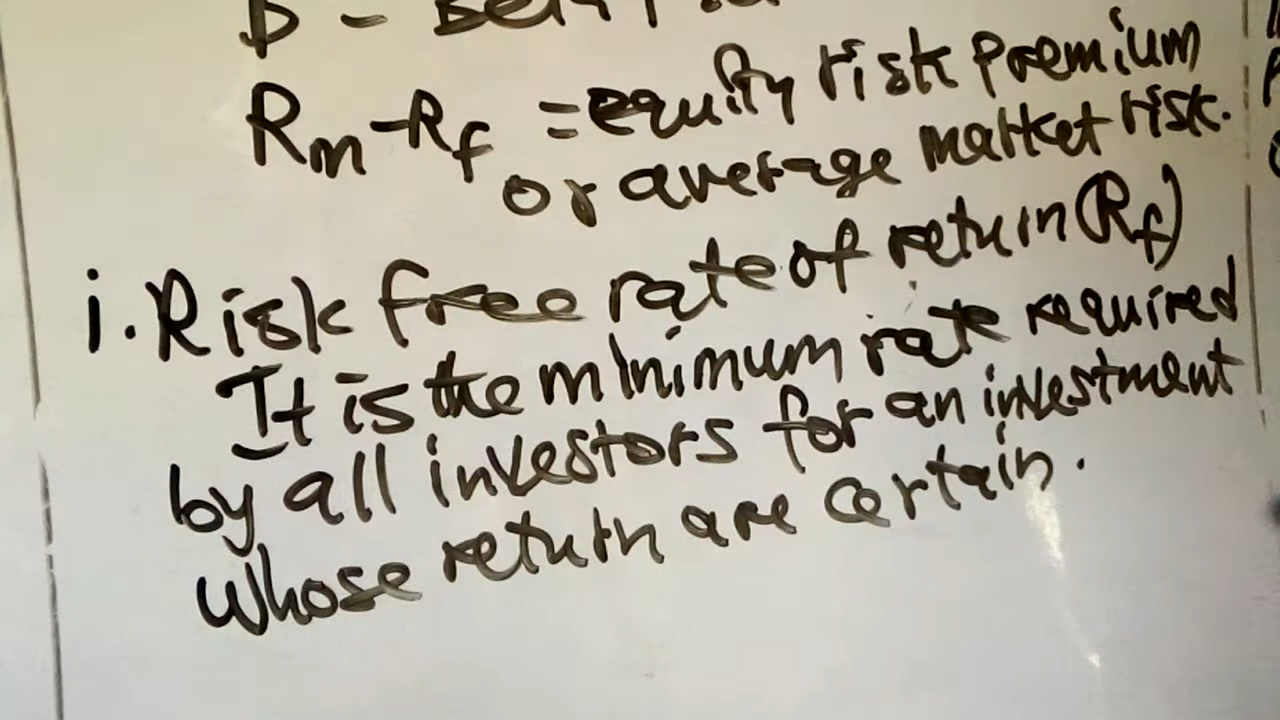 Rm-Rf = equity risk premium
or average market risk.
i. Risk free rate of return (Rf)
It is the minimum rate required
by all investors for an investment
whose return are certain.